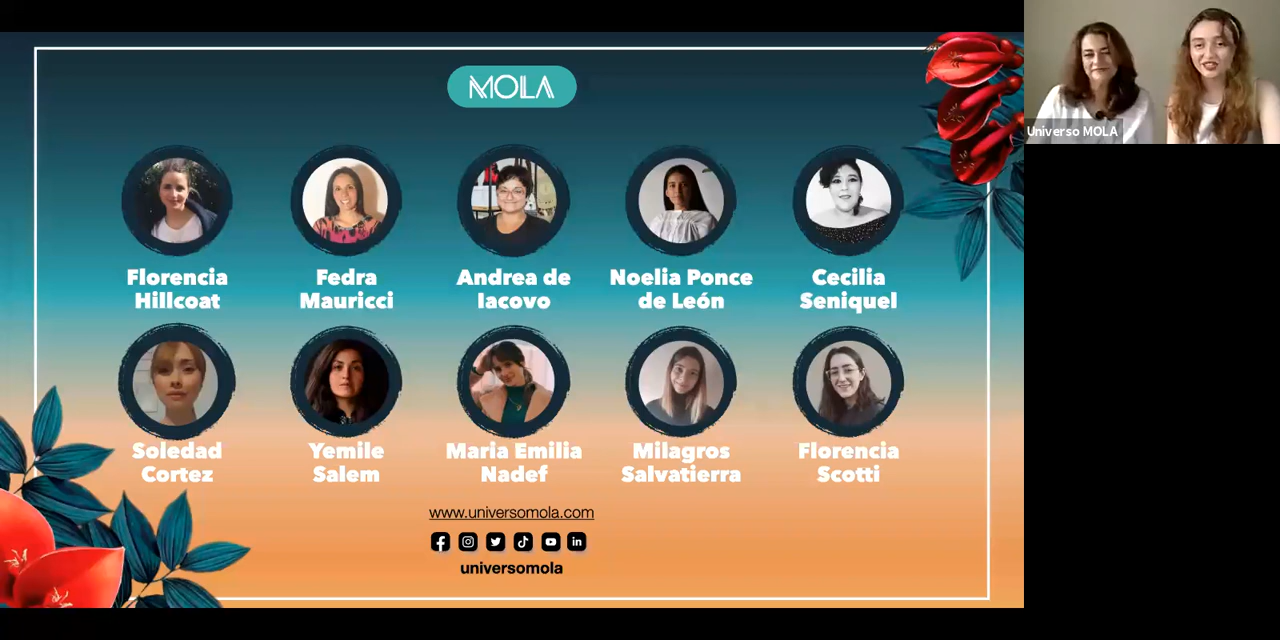 MOLA
Universo MOLA
Florencia
Hillcoat
Fedra
Mauricci
Andrea de
Iacovo
Noelia Ponce
de León
Cecilia
Seniquel
Soledad
Cortez
Yemile
Salem
Maria Emilia
Nadef
Milagros
Salvatierra
Florencia
Scotti
www.universomola.com
universomola